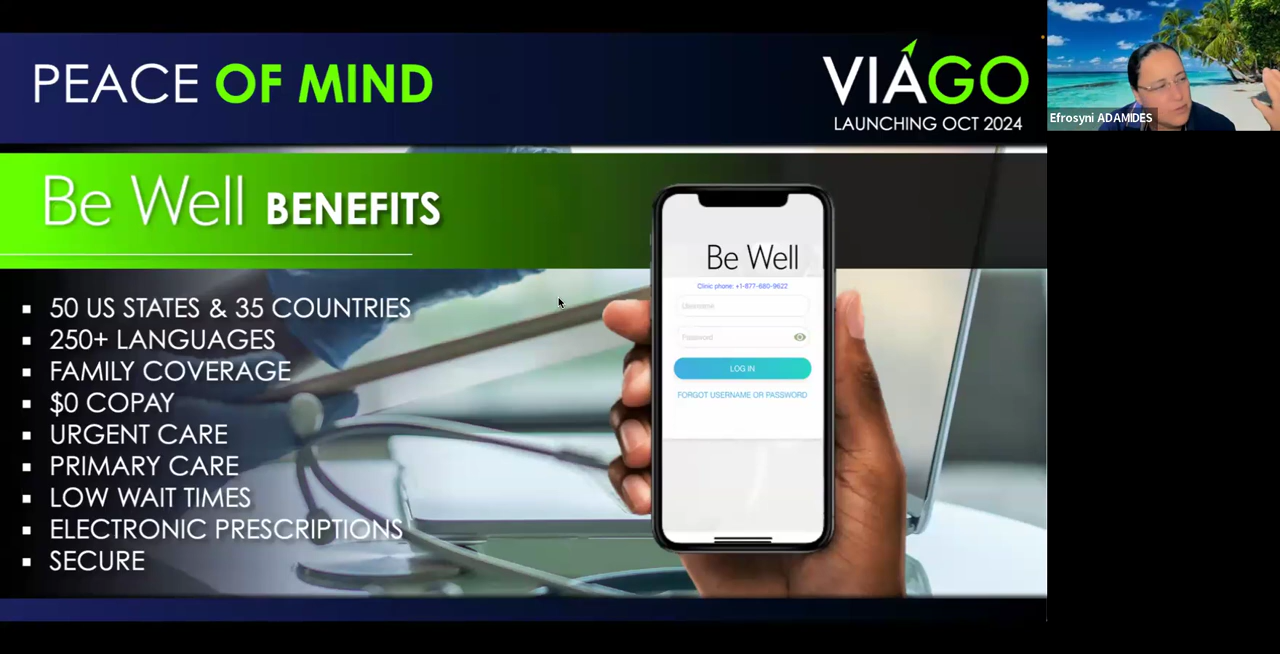 PEACE OF MIND
VIAGO
LAUNCHING OCT 2024
Efrosyni ADAMIDES
Be Well BENEFITS
▪ 50 US STATES & 35 COUNTRIES
▪ 250+ LANGUAGES
▪ FAMILY COVERAGE
▪ $0 COPAY
▪ URGENT CARE
▪ PRIMARY CARE
▪ LOW WAIT TIMES
▪ ELECTRONIC PRESCRIPTIONS
▪ SECURE
Be Well
Clinic phone: +1-877-680-9622
Username
Password
LOG IN
FORGOT USERNAME OR PASSWORD